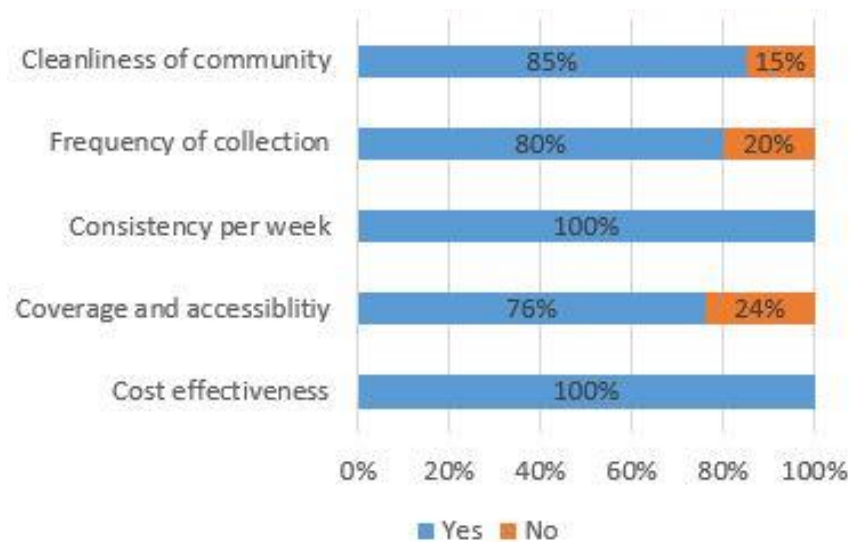 Cleanliness of community
85%
15%
Frequency of collection
80%
20%
Consistency per week
100%
Coverage and accessiblitiy
76%
24%
Cost effectiveness
100%
0% 20% 40% 60% 80% 100%
Yes No